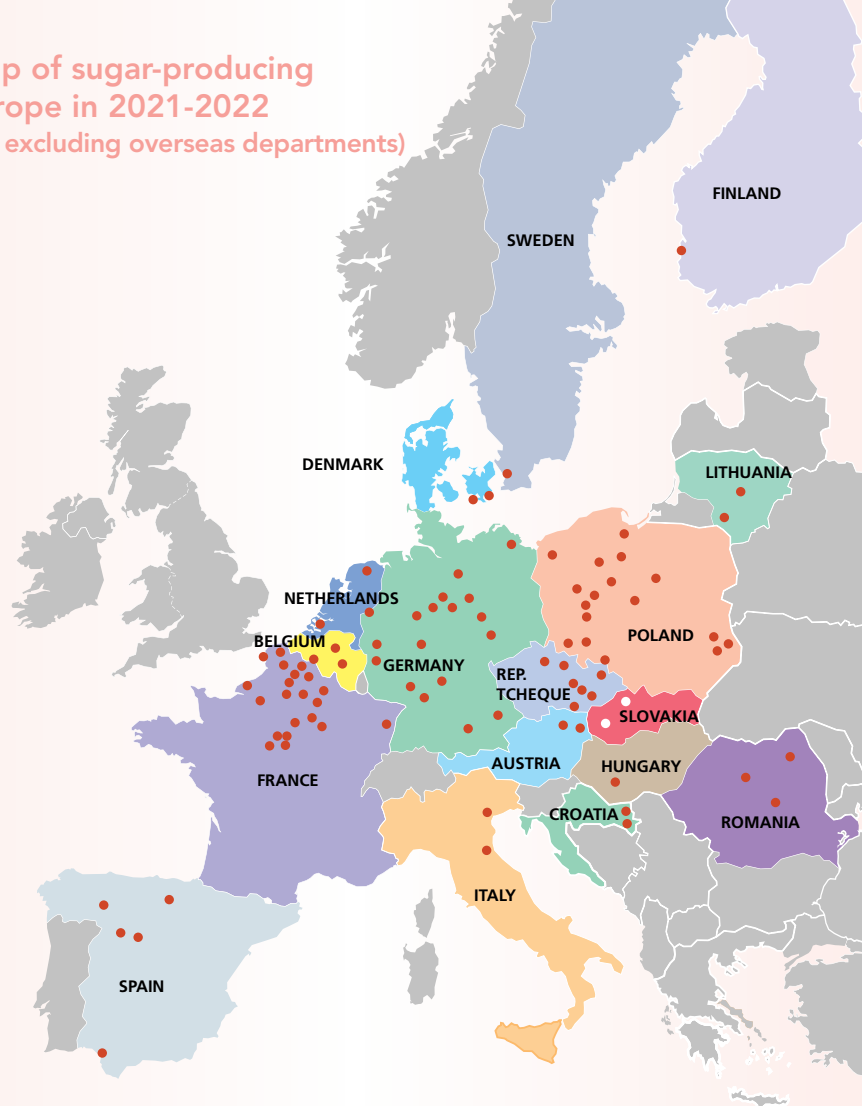 p of sugar-producing
rope in 2021-2022
excluding overseas departments)
FINLAND
SWEDEN
DENMARK
LITHUANIA
NETHERLANDS
BELGIUM
POLAND
GERMANY
REP.
TCHEQUE
SLOVAKIA
AUSTRIA
HUNGARY
FRANCE
CROATIA
ROMANIA
ITALY
SPAIN